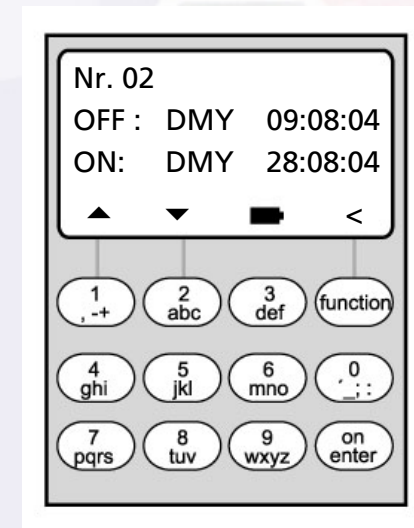 Nr. 02
OFF : DMY 09:08:04
ON: DMY 28:08:04
<
1 2 3 function
, -+ abc def
4 5 6 0
ghi jkl mno ´_; :
7 8 9 on
pqrs tuv wxyz enter